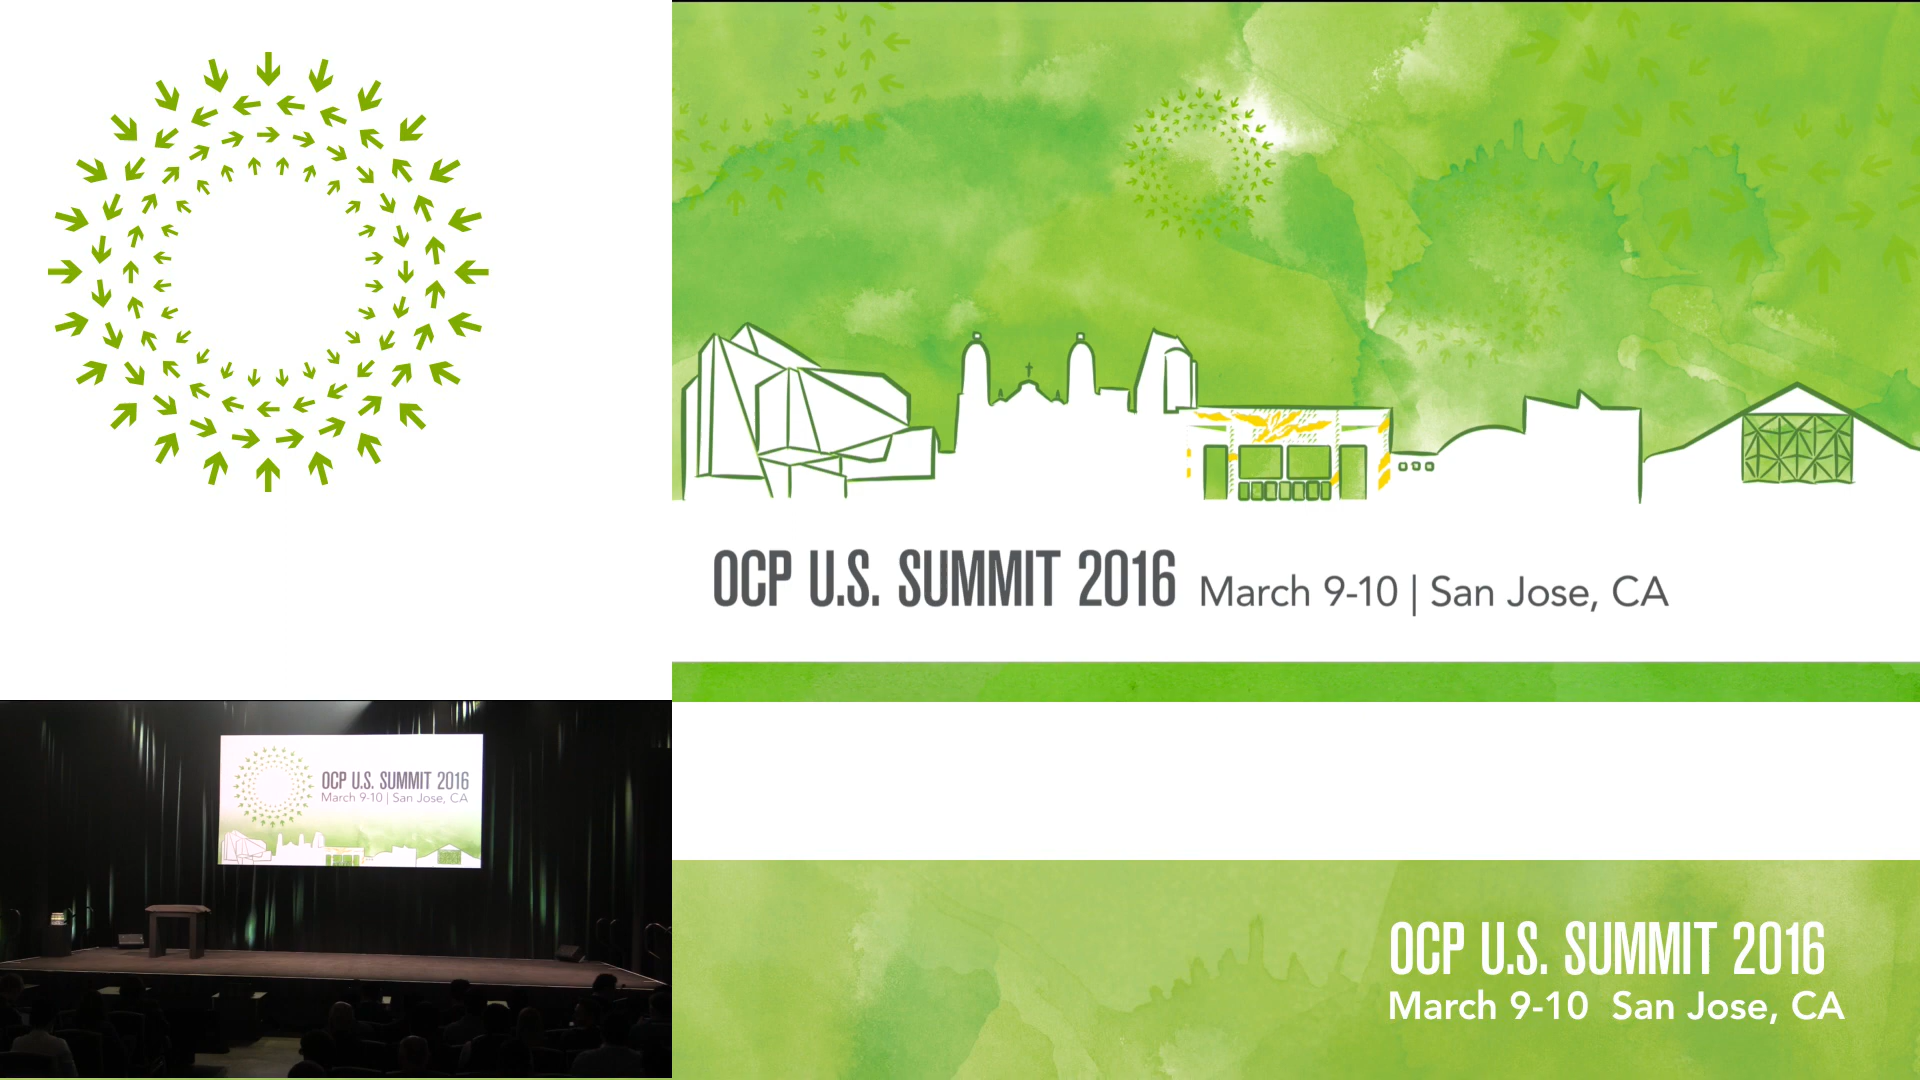 OCP U.S. SUMMIT 2016 March 9-10 | San Jose, CA
OCP U.S. SUMMIT 2016
March 9-10 | San Jose, CA
OCP U.S. SUMMIT 2016
March 9-10 San Jose, CA